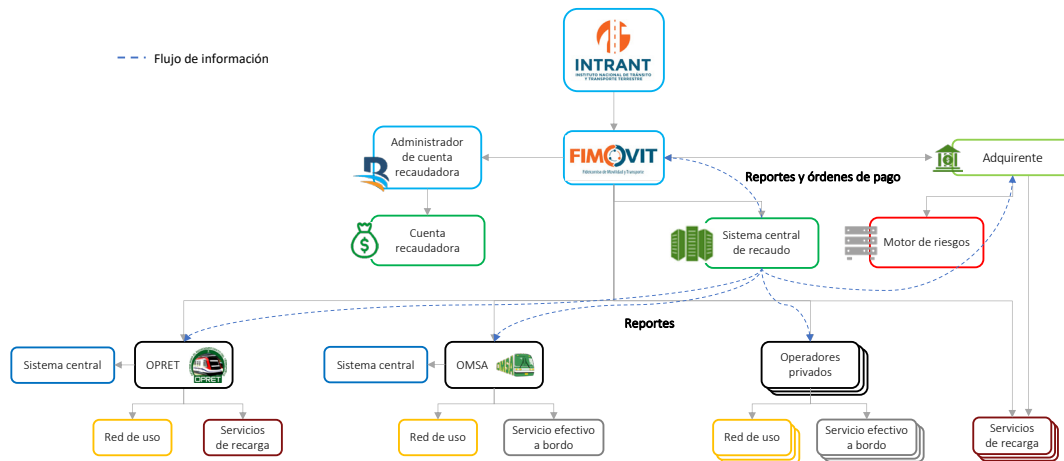 Flujo de información
INTRANT
INSTITUTO NACIONAL DE TRÁNSITO
Y TRANSPORTE TERRESTRE
Administrador
de cuenta
recaudadora
FIMOVIT
Fideicomiso de Movilidad y Transporte
Adquirente
Reportes y órdenes de pago
Cuenta
recaudadora
Sistema central
de recaudo
Motor de riesgos
Reportes
Sistema central
OPRET
OPRET
Sistema central
OMSA
OMSA
Operadores
privados
Red de uso
Servicios
de recarga
Red de uso
Servicio efectivo
a bordo
Red de uso
Servicio efectivo
a bordo
Servicios
de recarga